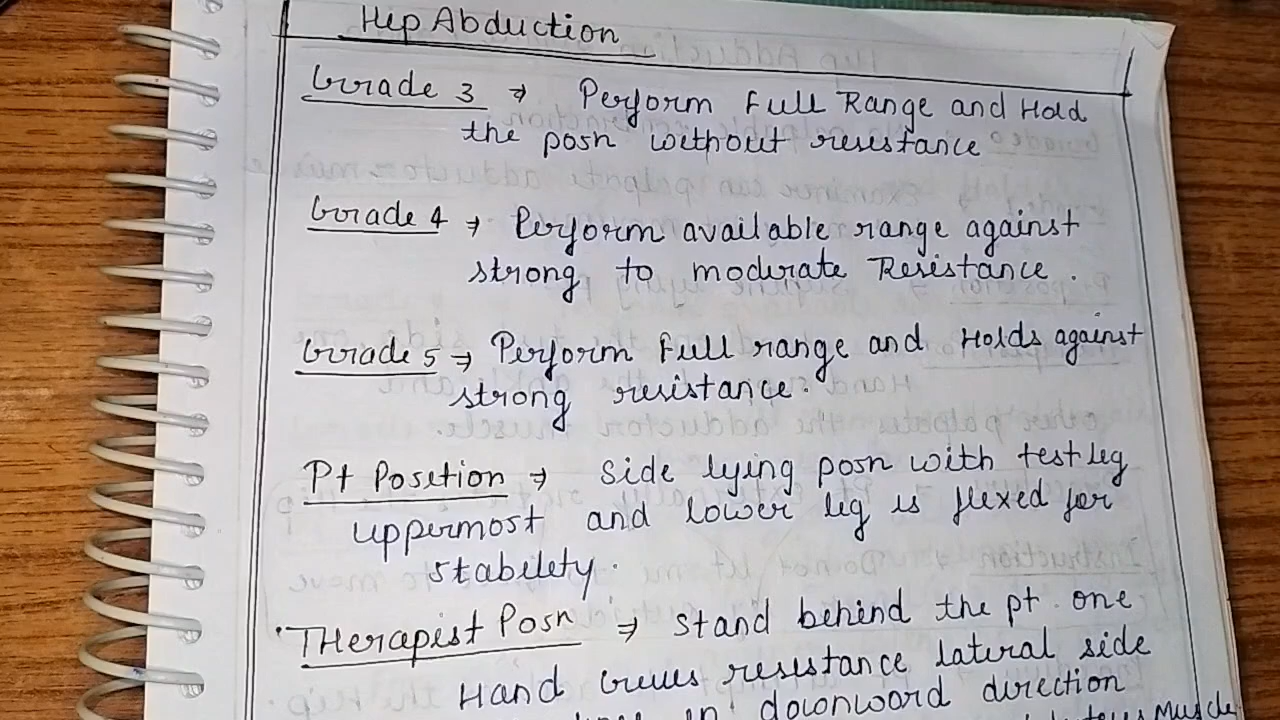 Hip Abduction
Grade 3 → Perform Full Range and Hold
the posn without resistance
Grade 4 → Perform available range against
strong to moderate Resistance.
Grade 5 → Perform Full range and Holds against
strong resistance.
Pt Position → Side lying posn with test leg
uppermost and lower leg is flexed for
stability.
Therapist Posn → Stand behind the pt. one
Hand gives resistance lateral side
in downward direction
Muscle